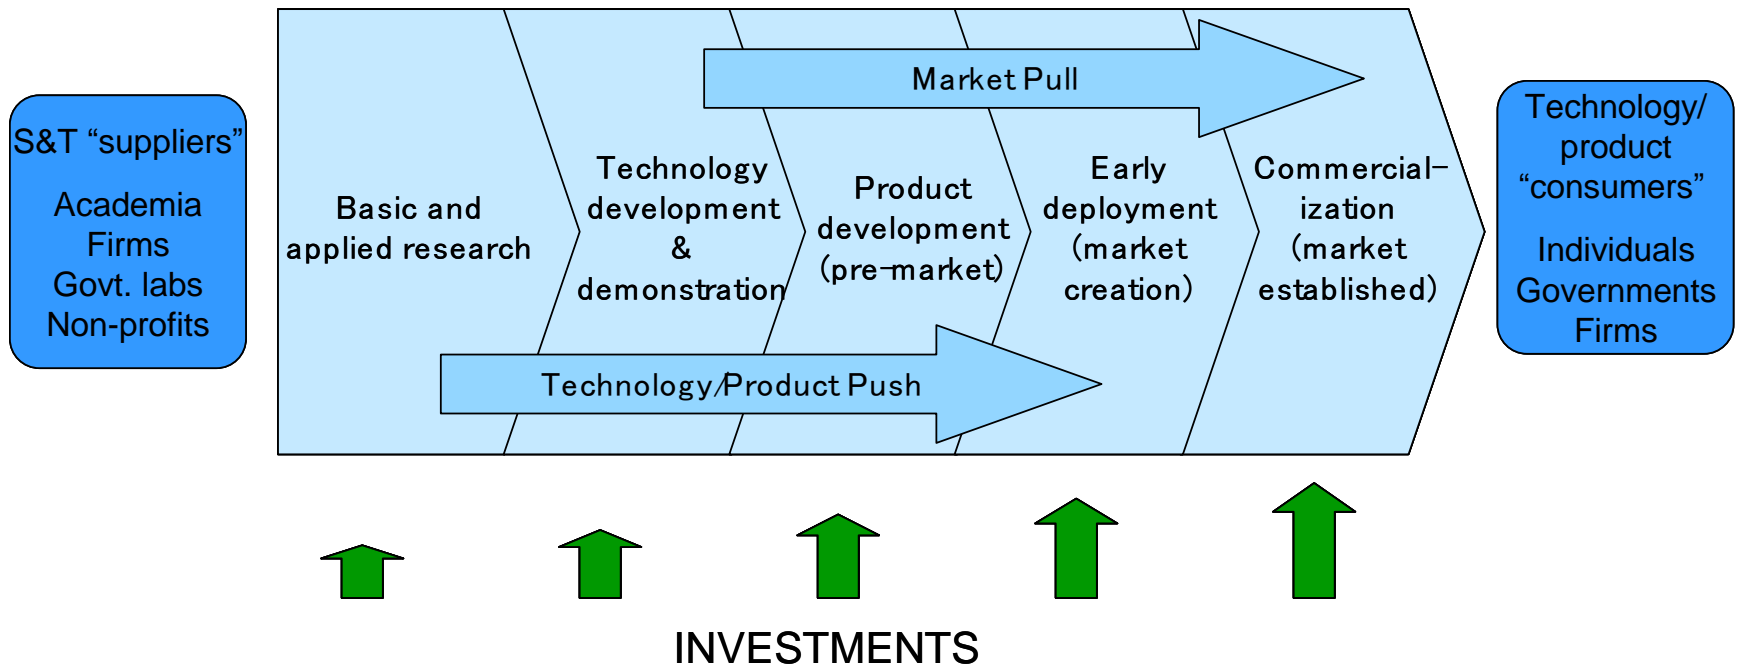 S&T “suppliers”
Academia
Firms
Govt. labs
Non-profits
Market Pull
Basic and
applied research
Technology
development
&
demonstration
Product
development
(pre-market)
Early
deployment
(market
creation)
Commercial-
ization
(market
established)
Technology/Product Push
Technology/
product
“consumers”
Individuals
Governments
Firms
INVESTMENTS